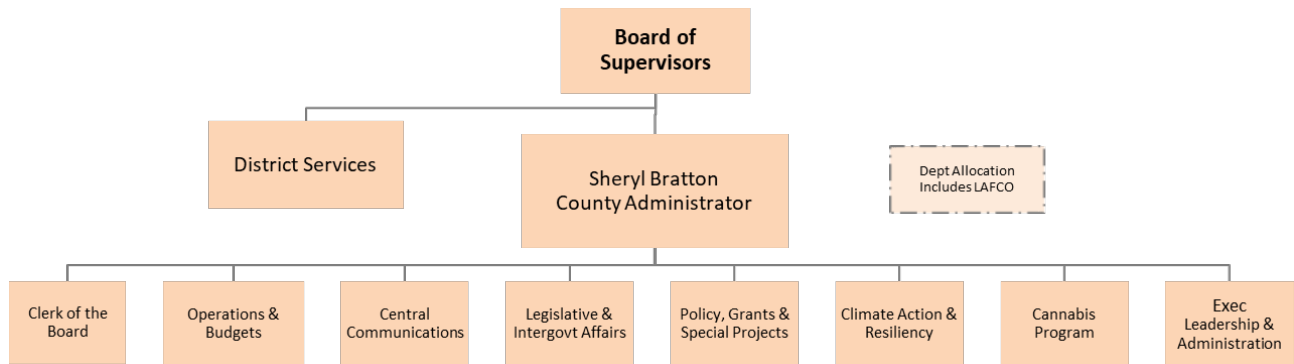 Board of
Supervisors
District Services
Sheryl Bratton
County Administrator
Dept Allocation
Includes LAFCO
Clerk of the
Board
Operations &
Budgets
Central
Communications
Legislative &
Intergovt Affairs
Policy, Grants &
Special Projects
Climate Action &
Resiliency
Cannabis
Program
Exec
Leadership &
Administration